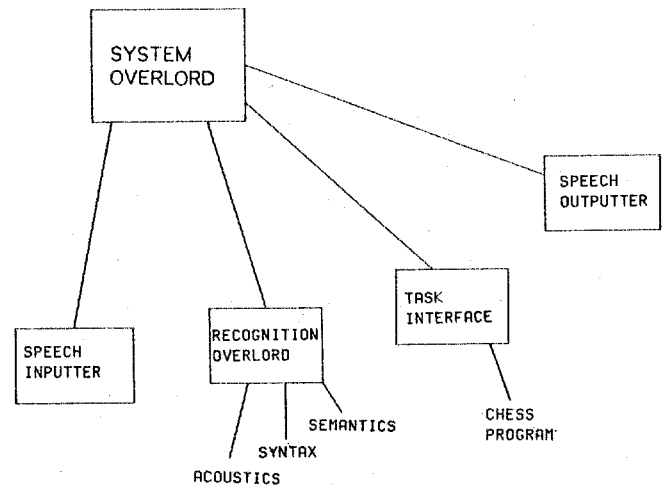 SYSTEM
OVERLORD
SPEECH
OUTPUTTER
TASK
INTERFACE
RECOGNITION
OVERLORD
SPEECH
INPUTTER
SEMANTICS
SYNTAX
ACOUSTICS
CHESS
PROGRAM